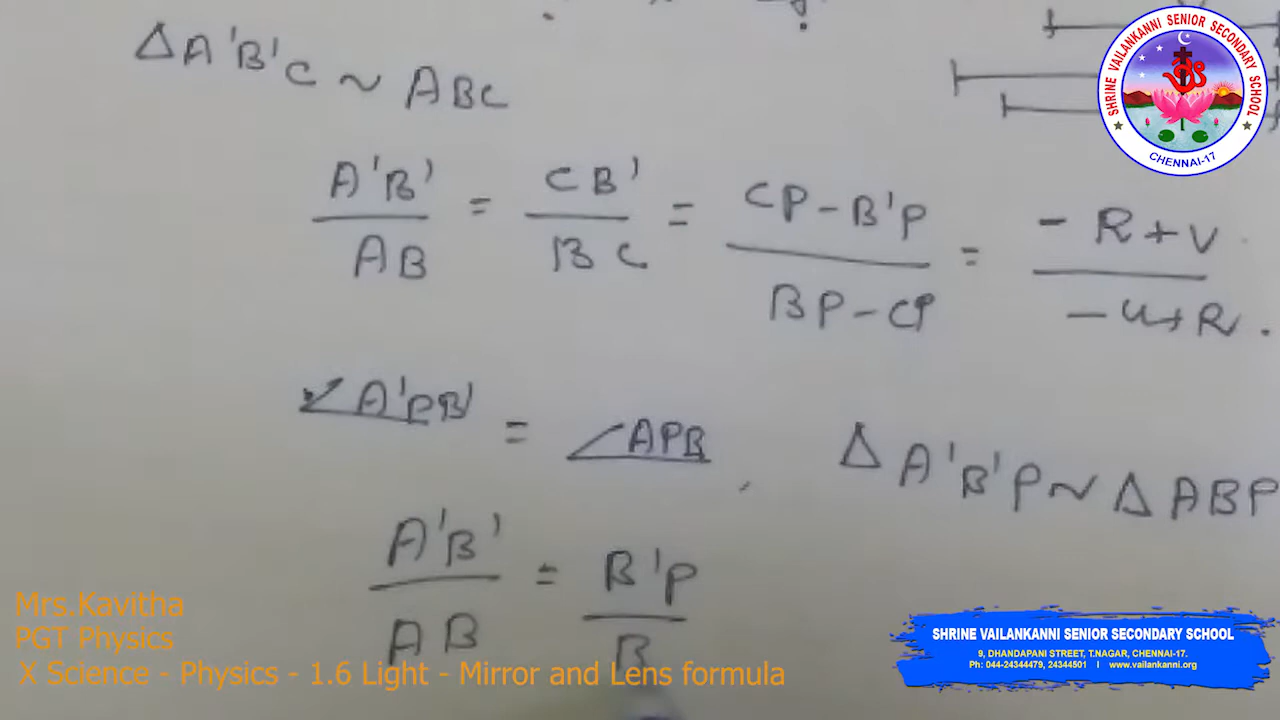 ΔA'B'C ~ ABC
A'B'/AB = CB'/BC = CP-B'P/BP-CP = -R+V/-u+R.
∠A'PB' = ∠APB, ΔA'B'P~ΔABP
A'B'/AB = B'P/B
SHRINE VAILANKANNI SENIOR SECONDARY SCHOOL
CHENNAI-17
Mrs.Kavitha
PGT Physics
X Science - Physics - 1.6 Light - Mirror and Lens formula
SHRINE VAILANKANNI SENIOR SECONDARY SCHOOL
9, DHANDAPANI STREET, T.NAGAR, CHENNAI-17.
Ph: 044-24344479, 24344501 | www.vailankanni.org